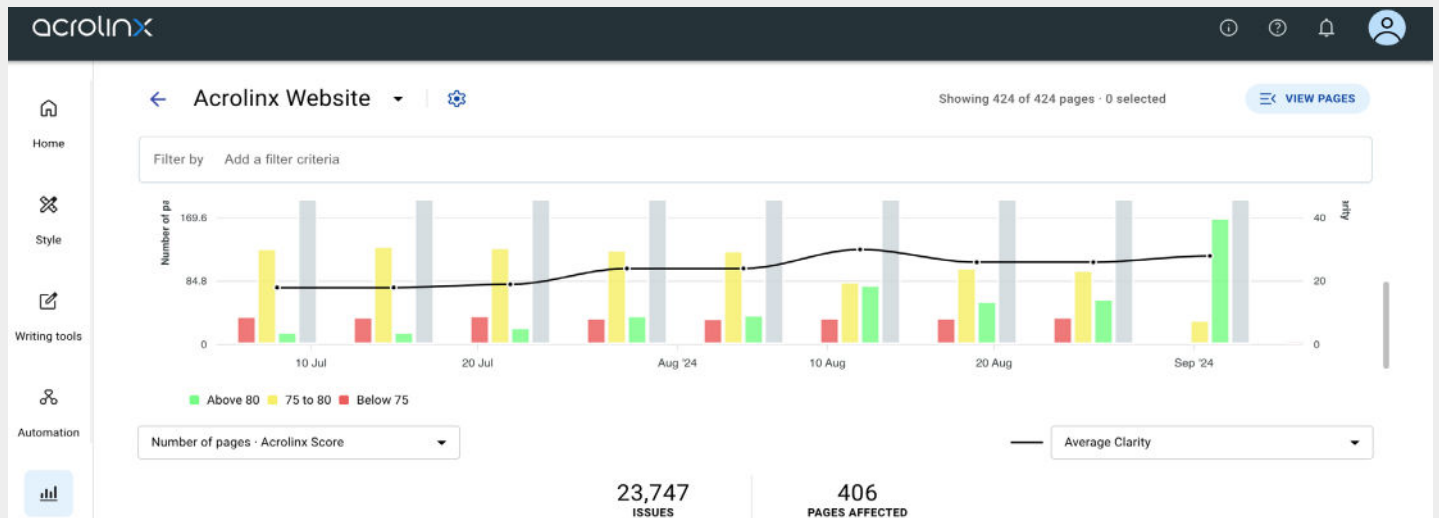 acrolinx
Home
Style
Writing tools
Automation
Acrolinx Website
Showing 424 of 424 pages · 0 selected
VIEW PAGES
Filter by Add a filter criteria
Number of pa
169.6
84.8
0
40
20
0
arity
10 Jul 20 Jul Aug '24 10 Aug 20 Aug Sep '24
Above 80 75 to 80 Below 75
Number of pages · Acrolinx Score
Average Clarity
23,747
ISSUES
406
PAGES AFFECTED